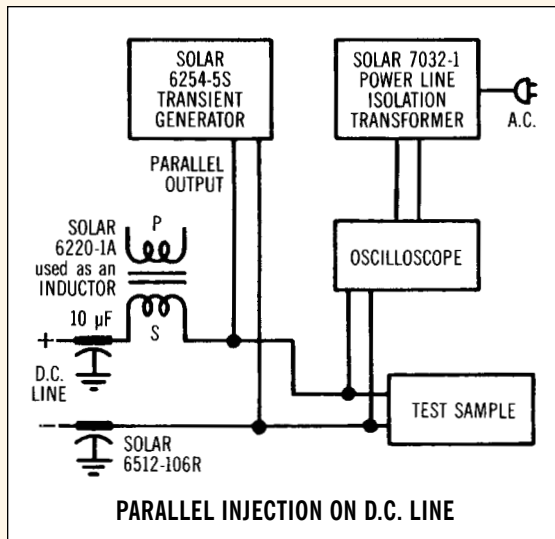 SOLAR
6254-5S
TRANSIENT
GENERATOR
SOLAR 7032-1
POWER LINE
ISOLATION
TRANSFORMER
A.C.
PARALLEL
OUTPUT
SOLAR
6220-1A
used as an
INDUCTOR
P
S
OSCILLOSCOPE
10 µF
+
D.C.
LINE
-
SOLAR
6512-106R
TEST SAMPLE
PARALLEL INJECTION ON D.C. LINE